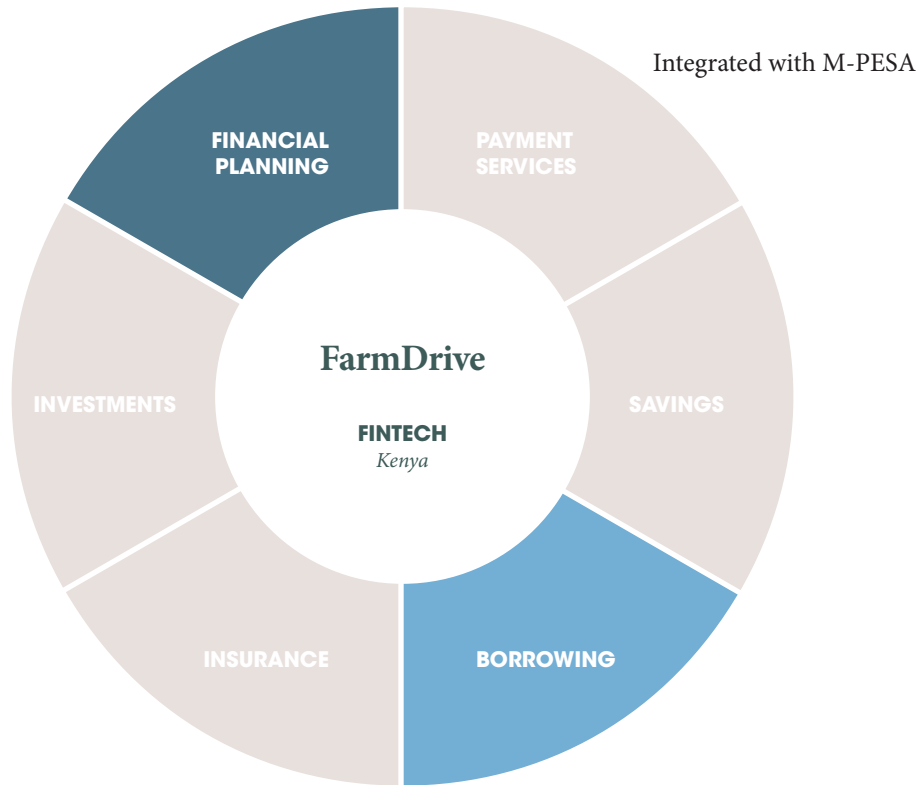 Integrated with M-PESA
FINANCIAL
PLANNING
PAYMENT
SERVICES
FarmDrive
INVESTMENTS
SAVINGS
FINTECH
Kenya
INSURANCE
BORROWING